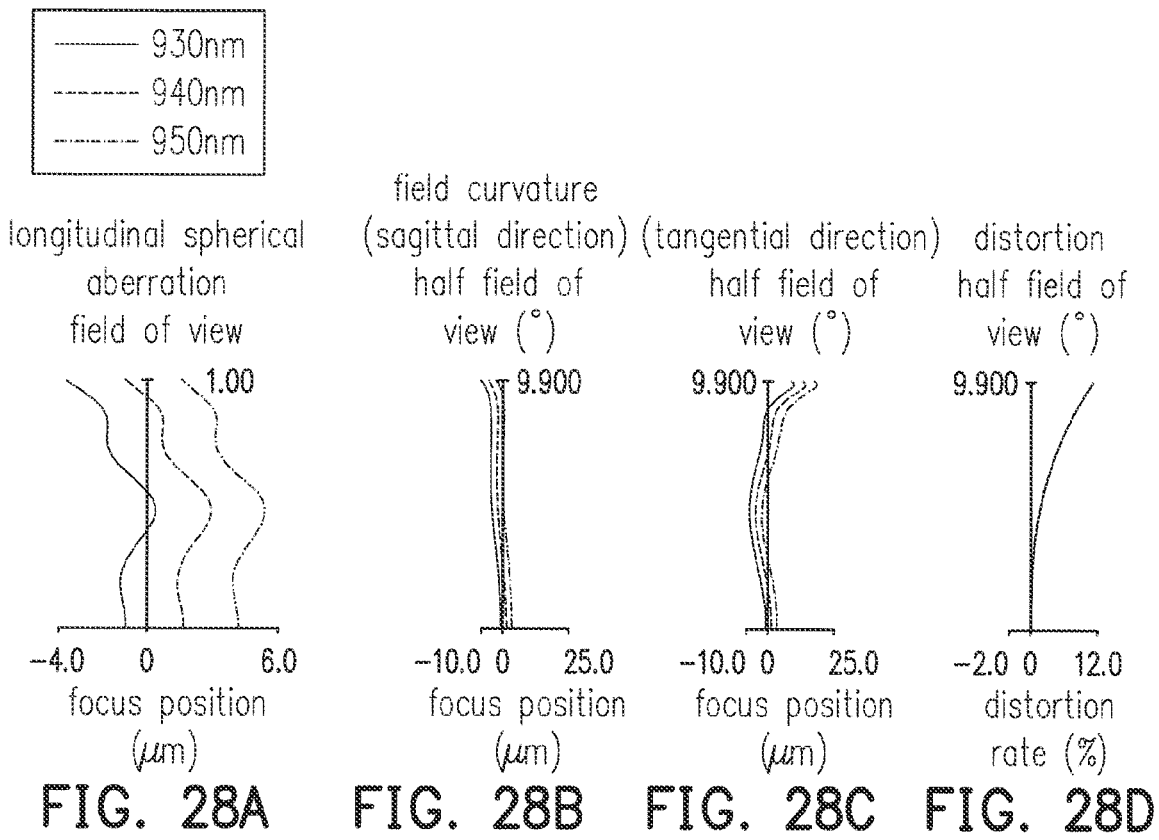 930nm
940nm
950nm
longitudinal spherical
aberration
field of view
1.00
-4.0 0 6.0
focus position
(μm)
FIG. 28A
field curvature
(sagittal direction)
half field of
view (°)
9.900
-10.0 0 25.0
focus position
(μm)
FIG. 28B
(tangential direction)
half field of
view (°)
9.900
-10.0 0 25.0
focus position
(μm)
FIG. 28C
distortion
half field of
view (°)
9.900
-2.0 0 12.0
distortion
rate (%)
FIG. 28D